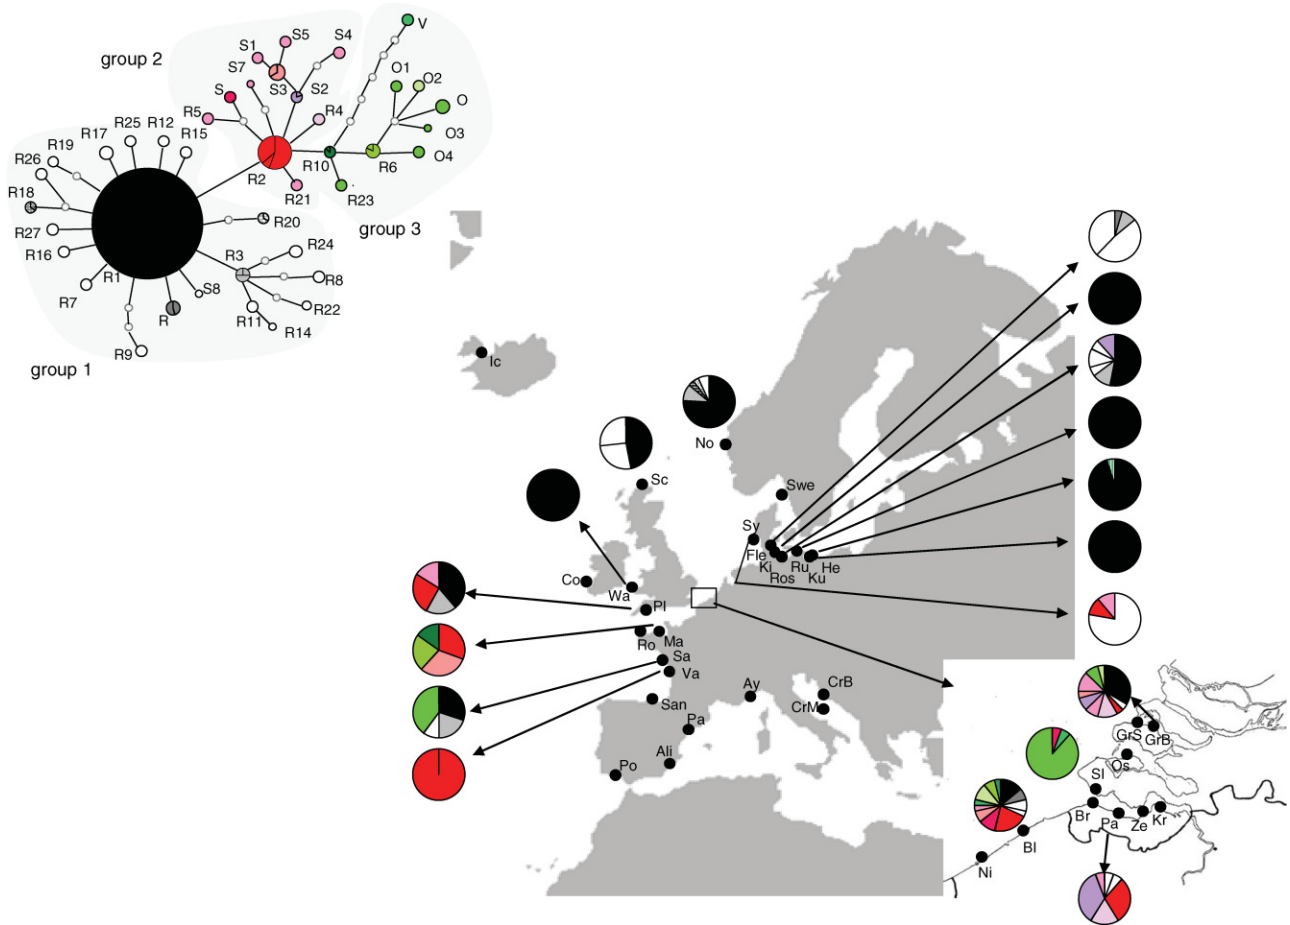 V
S5
S4
S1
group 2
S7
O1
O2
S3
S2
S
O
R5
R4
R25
R12
O3
R17
R15
R19
R10
R6
O4
R26
R2
R18
R21
R23
R20
group 3
R27
R24
R16
R3
R1
R8
R7
S8
R22
R
R11
R14
R9
group 1
Ic
No
Sc
Swe
Sy
Fle
Ki
Ru
He
Co
Ros
Ku
Wa
Pl
Ro
Ma
Sa
Va
Ay
CrB
San
CrM
Pa
Ali
Po
GrS
GrB
Os
Sl
Br
Pa
Ze
Kr
Bl
Ni